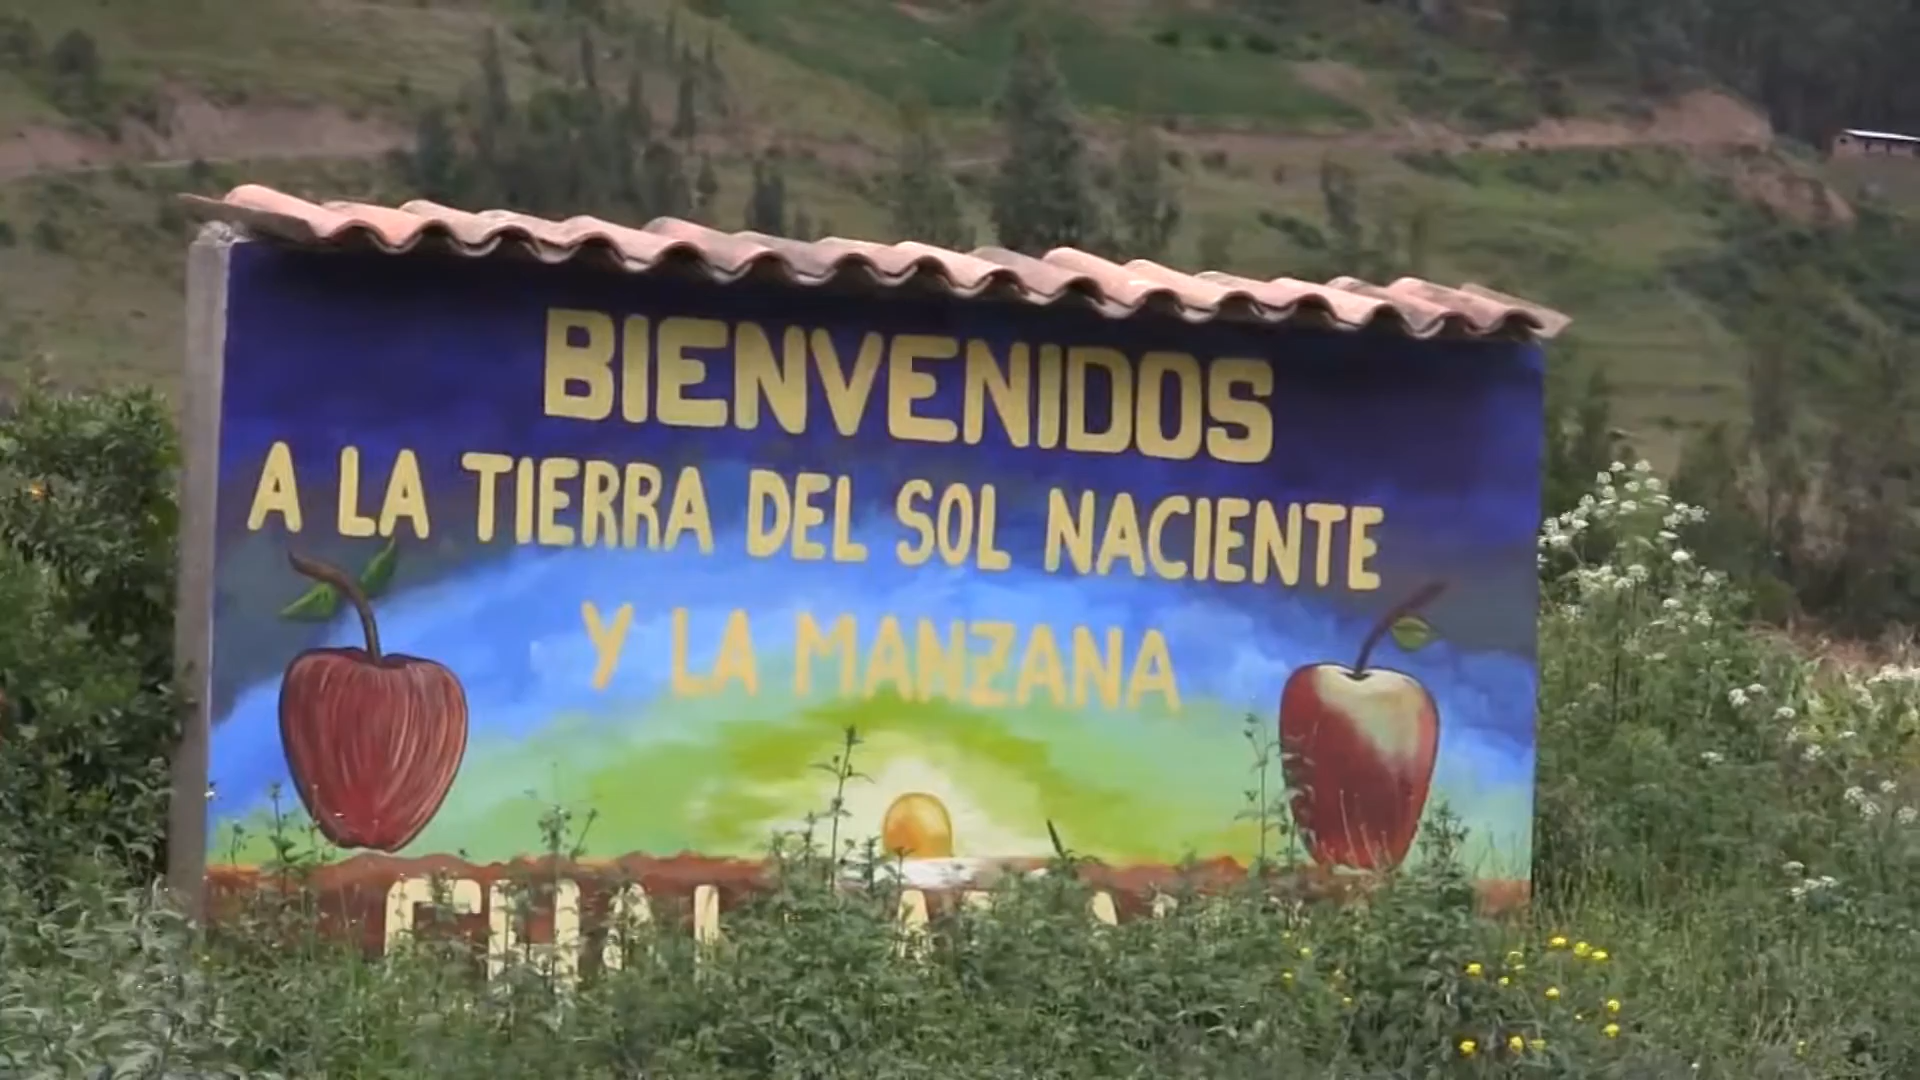 BIENVENIDOS
A LA TIERRA DEL SOL NACIENTE
Y LA MANZANA